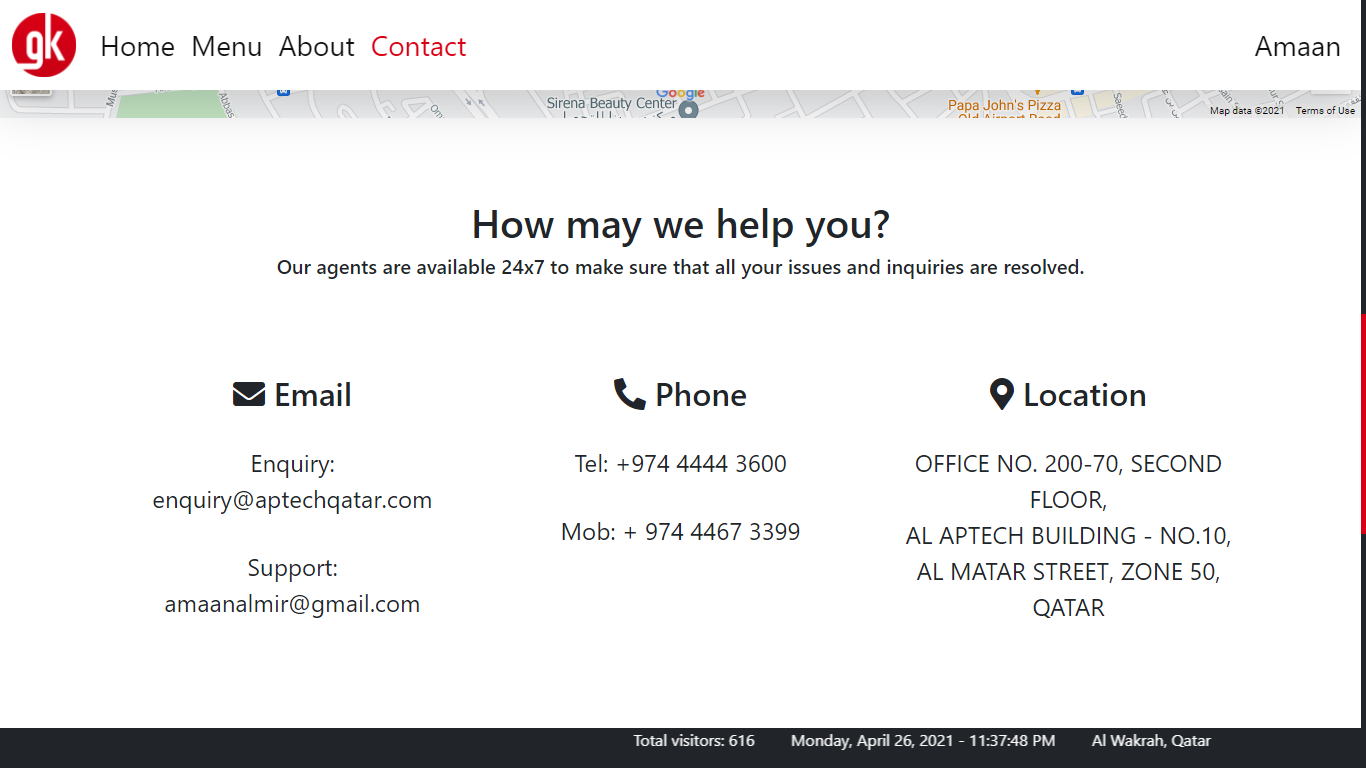 gk
Home Menu About Contact
Amaan
Google
Sirena Beauty Center
Papa John's Pizza
Old Airport Road
Map data ©2021 Terms of Use
How may we help you?
Our agents are available 24x7 to make sure that all your issues and inquiries are resolved.
Email
Enquiry:
enquiry@aptechqatar.com
Support:
amaanalmir@gmail.com
Phone
Tel: +974 4444 3600
Mob: + 974 4467 3399
Location
OFFICE NO. 200-70, SECOND
FLOOR,
AL APTECH BUILDING - NO.10,
AL MATAR STREET, ZONE 50,
QATAR
Total visitors: 616 Monday, April 26, 2021 - 11:37:48 PM Al Wakrah, Qatar